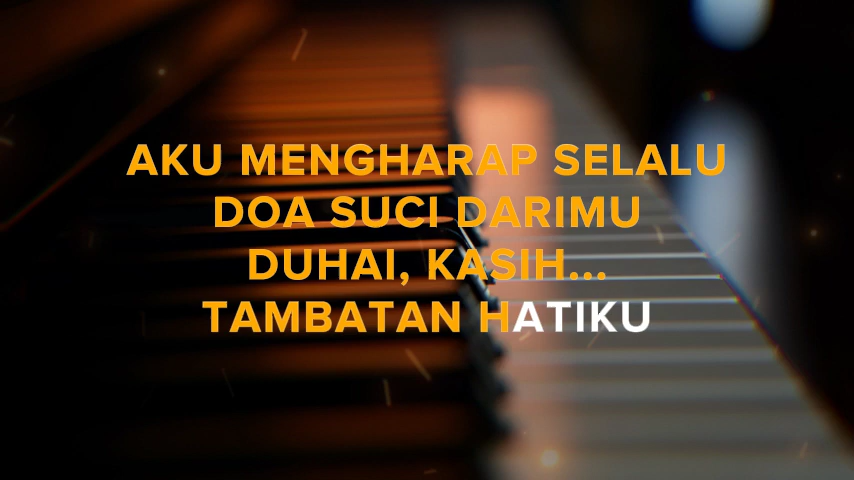 AKU MENGHARAP SELALU
DOA SUCI DARIMU
DUHAI, KASIH...
TAMBATAN HATIKU